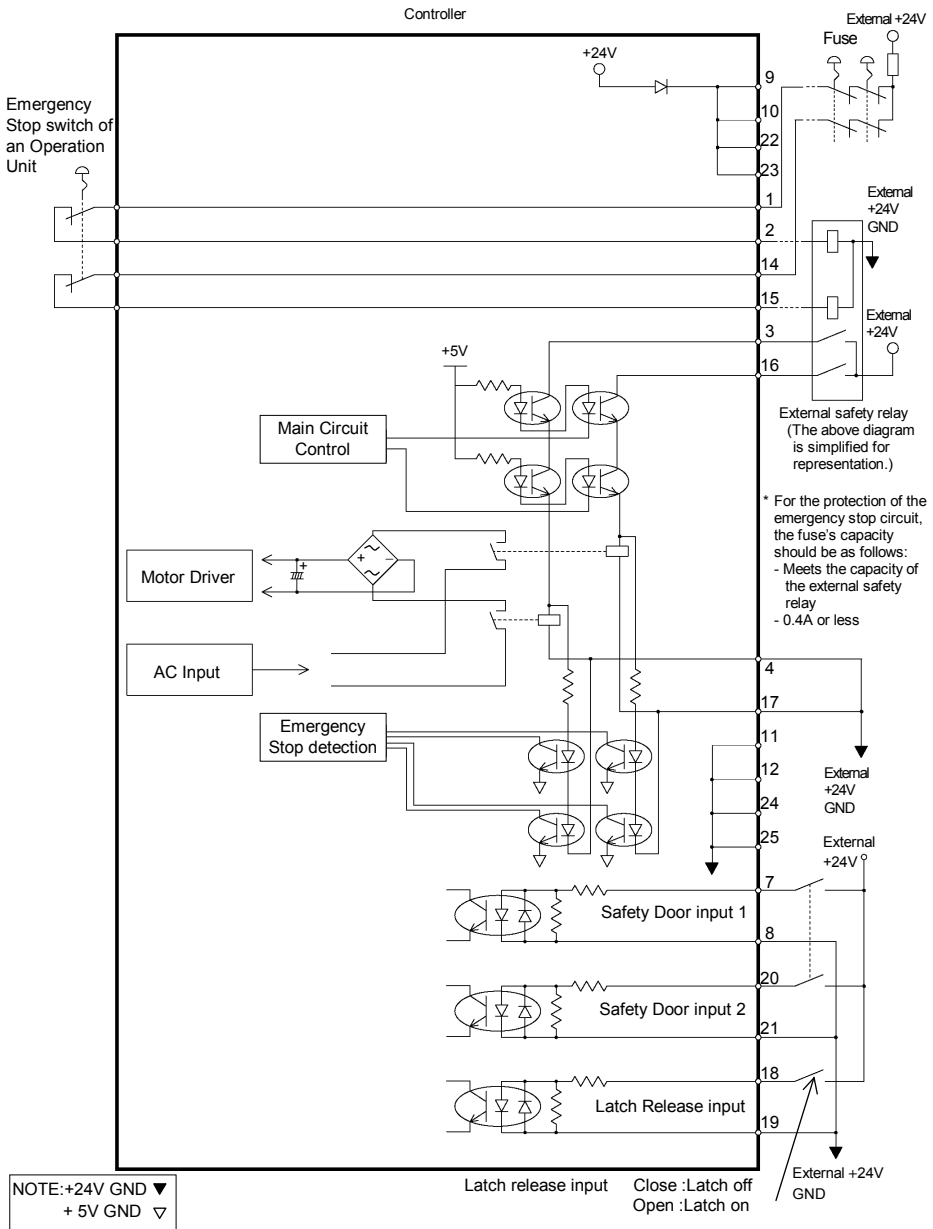 Controller
External +24V
Fuse
+24V
9
10
22
23
Emergency
Stop switch of
an Operation
Unit
1
2
14
15
External
+24V
GND
External
+24V
3
16
+5V
Main Circuit
Control
External safety relay
(The above diagram
is simplified for
representation.)
* For the protection of the
emergency stop circuit,
the fuse's capacity
should be as follows:
- Meets the capacity of
the external safety
relay
- 0.4A or less
Motor Driver
+
~
~
+
-
AC Input
4
17
Emergency
Stop detection
11
12
24
25
External
+24V
GND
External
+24V
7
Safety Door input 1
8
20
Safety Door input 2
21
18
Latch Release input
19
External +24V
GND
Latch release input Close :Latch off
Open :Latch on
NOTE:+24V GND ▼
+ 5V GND ▽